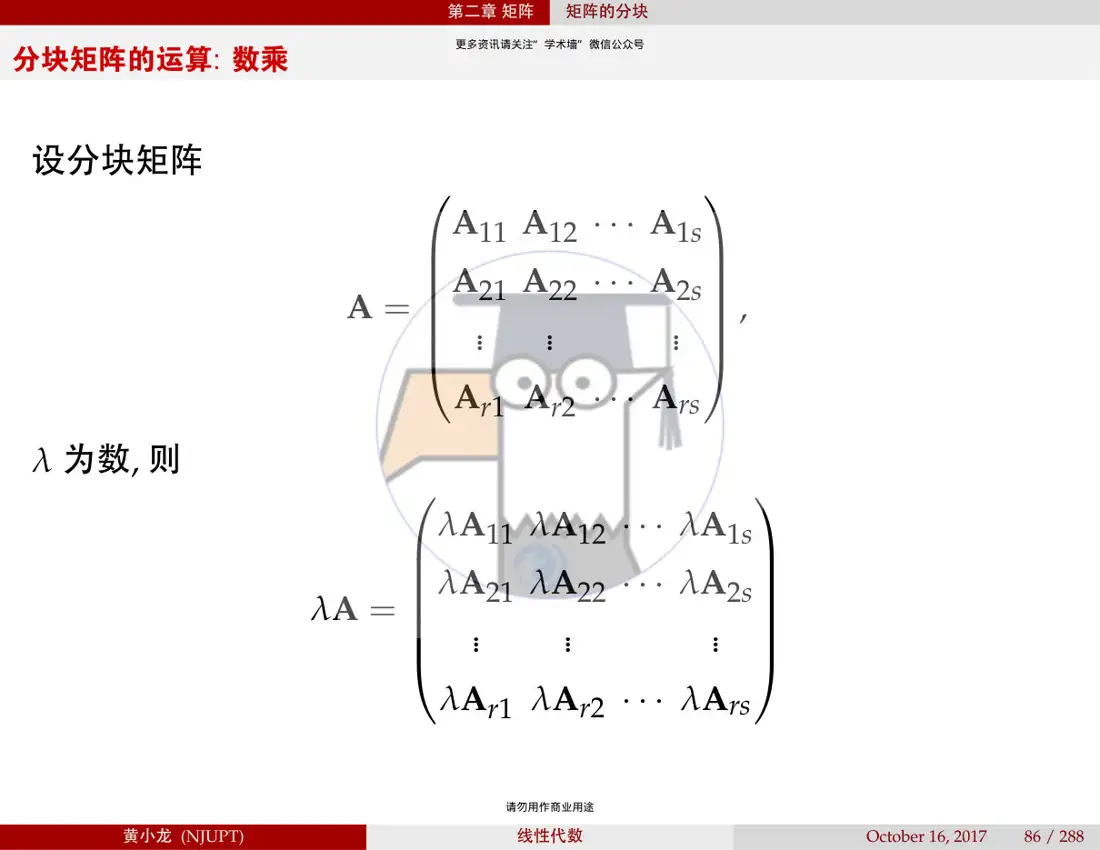 第二章 矩阵 矩阵的分块
更多资讯请关注“学术墙”微信公众号
分块矩阵的运算: 数乘
设分块矩阵
A₁₁ A₁₂ ··· A₁ₛ
A₂₁ A₂₂ ··· A₂ₛ
A = ,
⋮ ⋮ ⋮
Aᵣ₁ Aᵣ₂ ··· Aᵣₛ
λ 为数, 则
λA₁₁ λA₁₂ ··· λA₁ₛ
λA₂₁ λA₂₂ ··· λA₂ₛ
λA =
⋮ ⋮ ⋮
λAᵣ₁ λAᵣ₂ ··· λAᵣₛ
请勿用作商业用途
黄小龙 (NJUPT) 线性代数 October 16, 2017 86 / 288